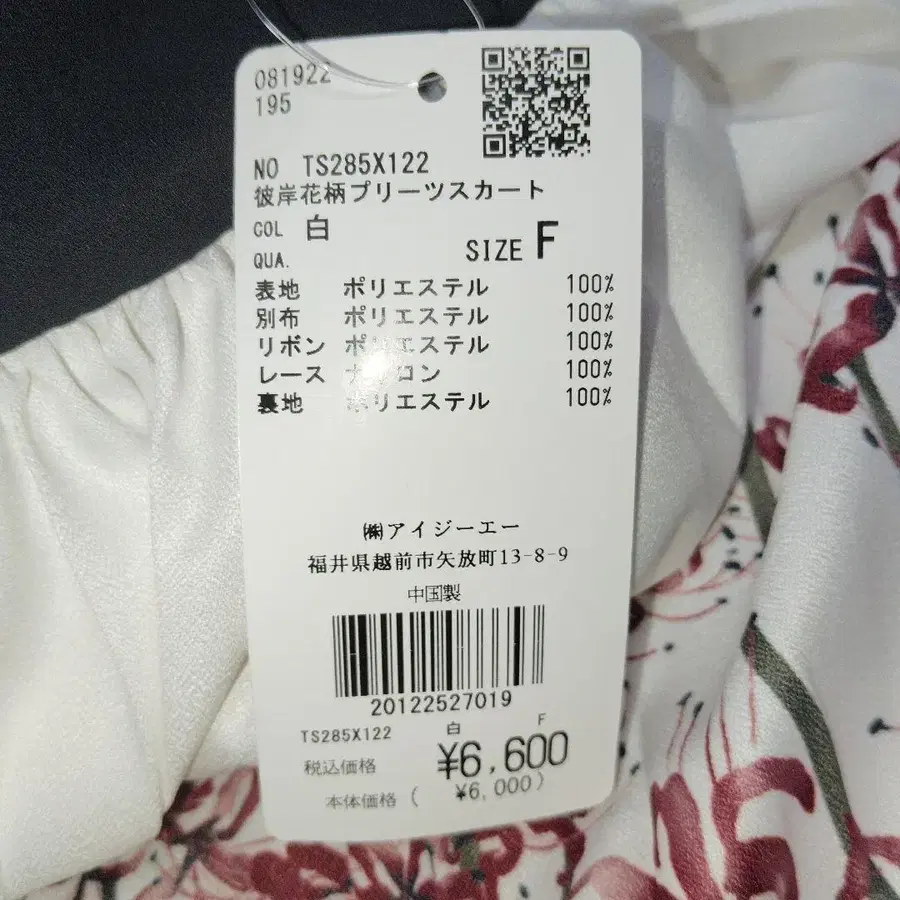 081922
195
NO TS285X122
彼岸花柄プリーツスカート
COL 白
SIZE F
QUA.
表地 ポリエステル 100%
別布 ポリエステル 100%
リボン ポリエステル 100%
レース ナイロン 100%
裏地 ポリエステル 100%
㈱アイジーエー
福井県越前市矢放町13-8-9
中国製
20122527019
TS285X122 白 F
税込価格 ¥6,600
本体価格 ( ¥6,000)